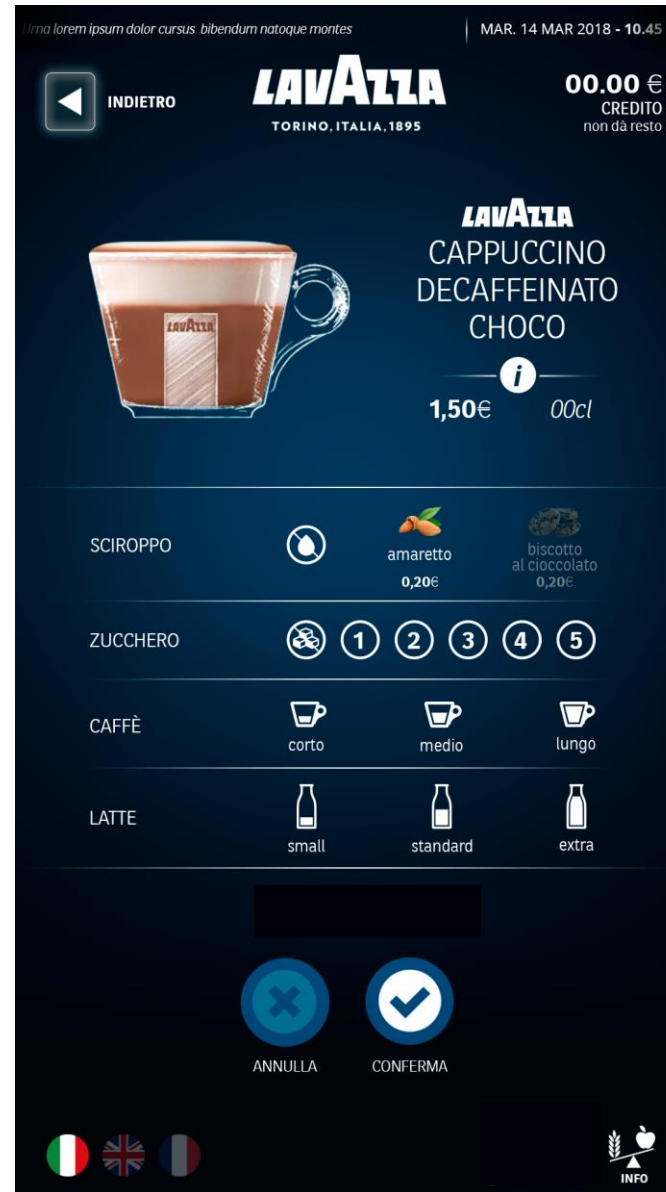 Urna lorem ipsum dolor cursus bibendum natoque montes
MAR. 14 MAR 2018 - 10.45
INDIETRO
LAVAZZA
TORINO, ITALIA, 1895
00.00 €
CREDITO
non dà resto
LAVAZZA
CAPPUCCINO
DECAFFEINATO
CHOCO
LAVAZZA
i
1,50€ 00cl
SCIROPPO
amaretto
0,20€
biscotto
al cioccolato
0,20€
ZUCCHERO
1 2 3 4 5
CAFFÈ
corto medio lungo
LATTE
small standard extra
ANNULLA CONFERMA
INFO